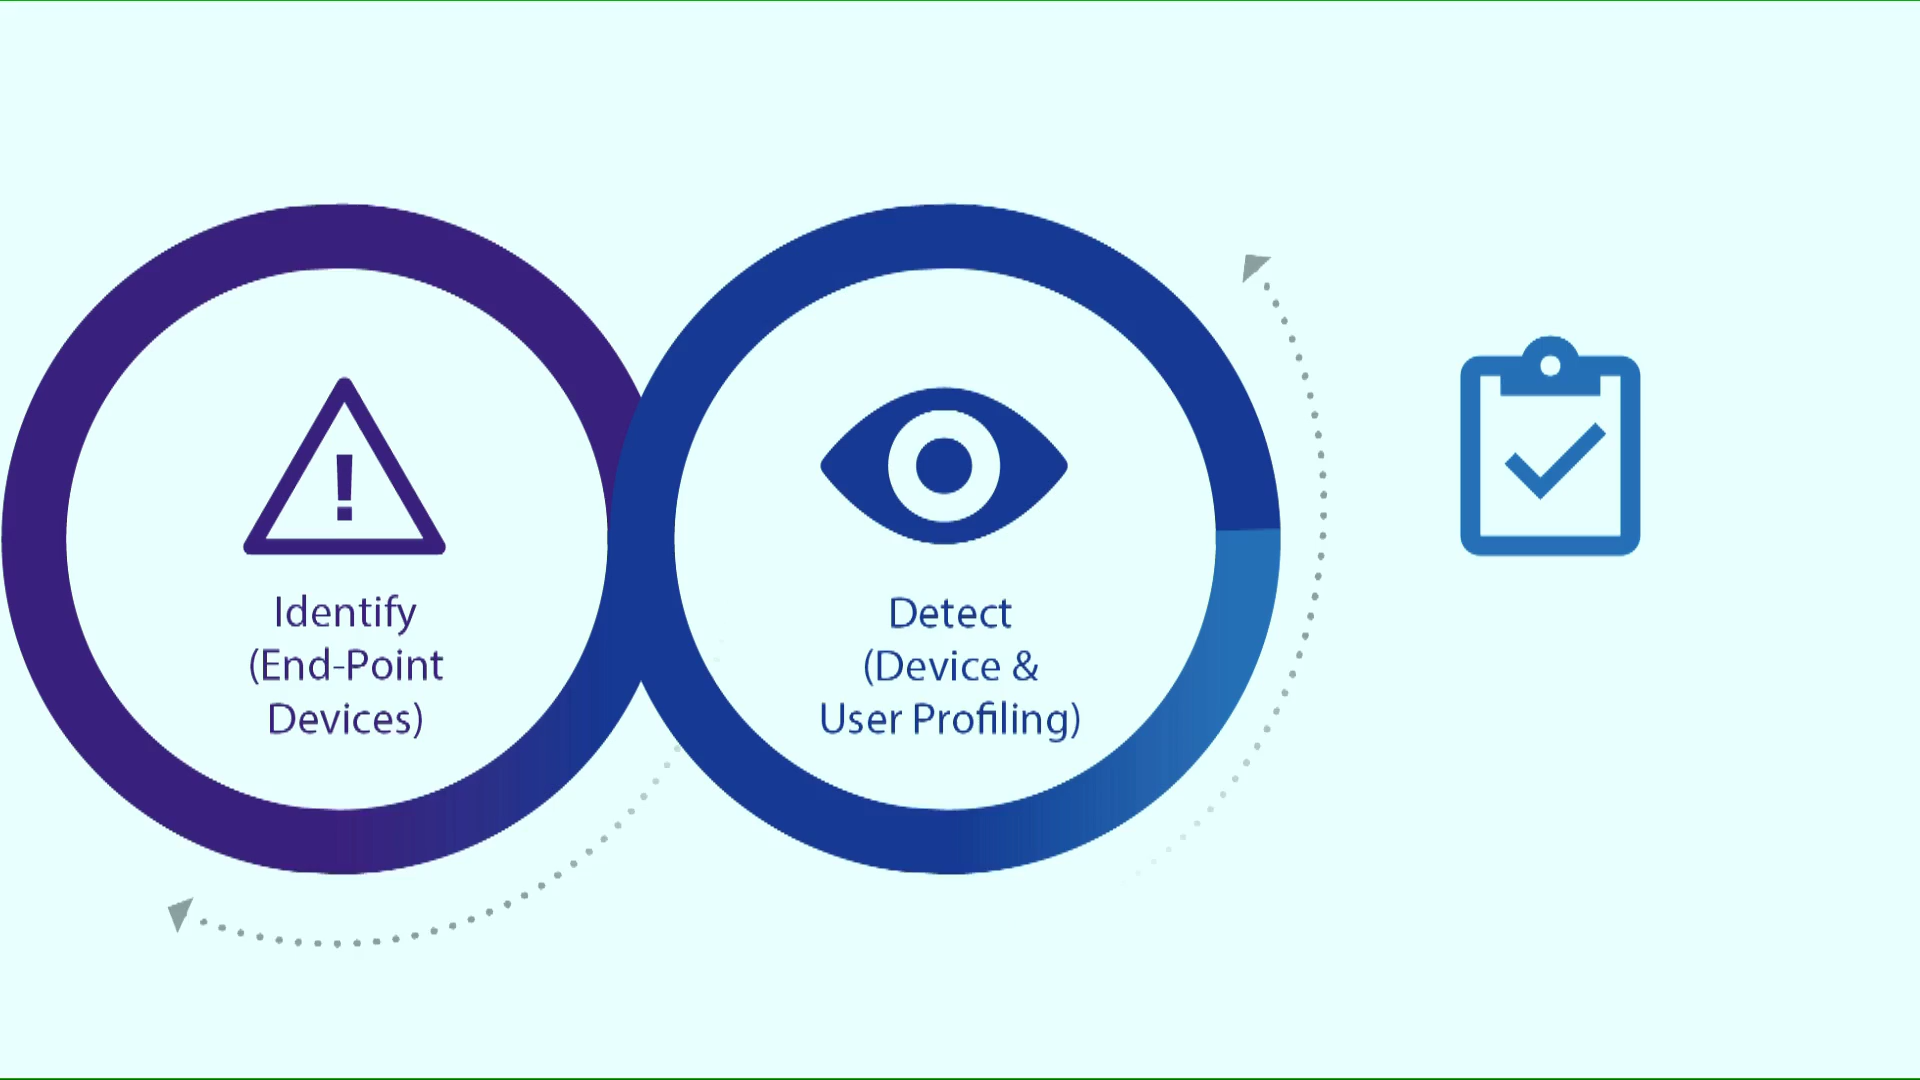 Identify
(End-Point
Devices)
Detect
(Device &
User Profiling)